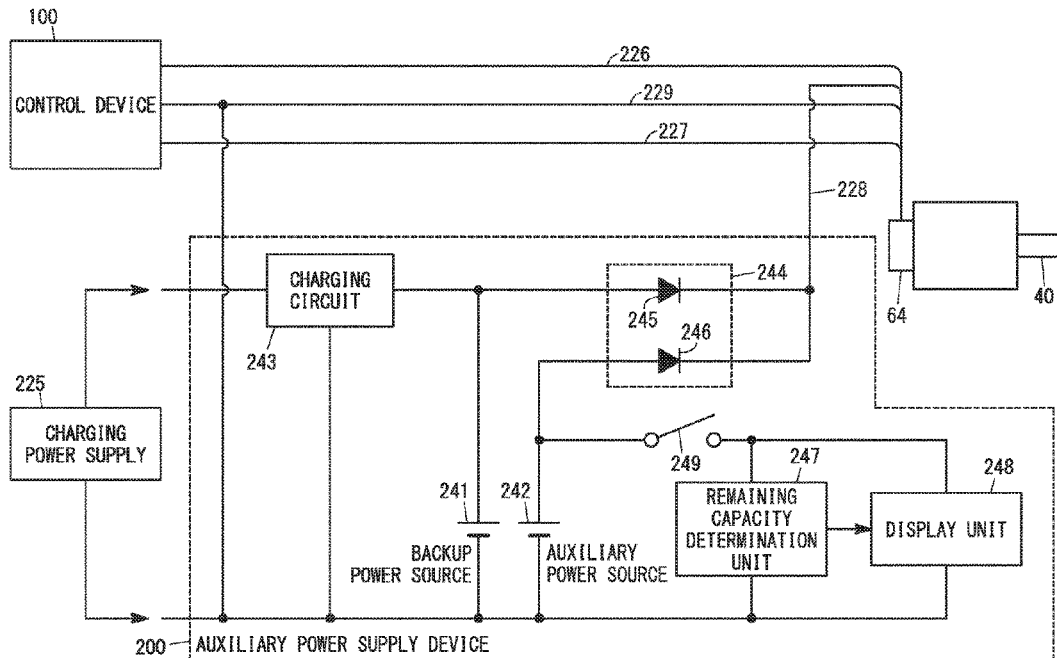 100
CONTROL DEVICE
226
229
227
228
CHARGING
CIRCUIT
243
244
245
246
64
40
225
CHARGING
POWER SUPPLY
249
247
248
241
242
REMAINING
CAPACITY
DETERMINATION
UNIT
DISPLAY UNIT
BACKUP
POWER SOURCE
AUXILIARY
POWER SOURCE
200
AUXILIARY POWER SUPPLY DEVICE